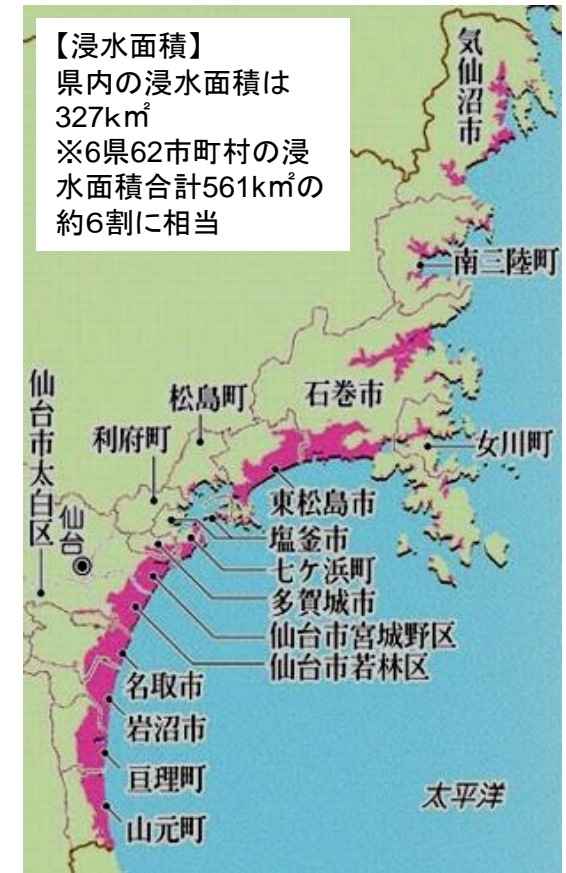 【浸水面積】
県内の浸水面積は
327k㎡
※6県62市町村の浸
水面積合計561k㎡の
約6割に相当
気仙沼市
南三陸町
石巻市
松島町
利府町
女川町
仙台市太白区
仙台
東松島市
塩釜市
七ケ浜町
多賀城市
仙台市宮城野区
仙台市若林区
名取市
岩沼市
亘理町
山元町
太平洋